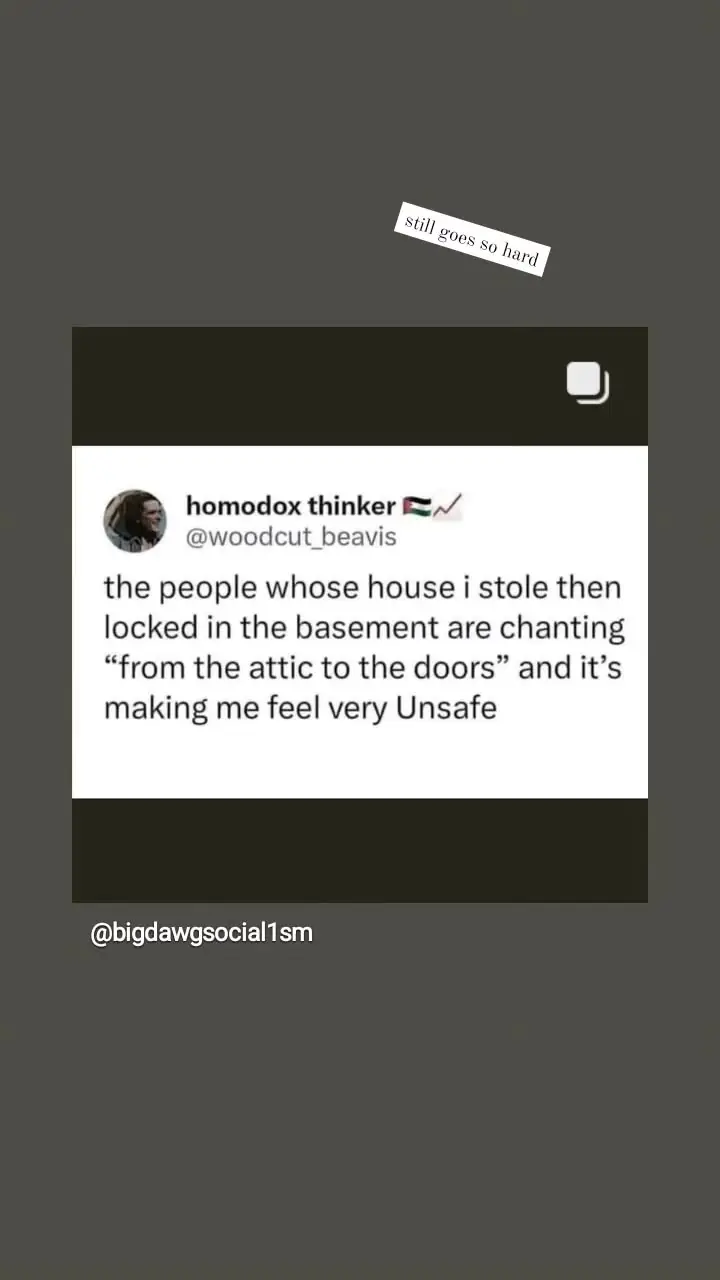 still goes so hard
homodox thinker 🇵🇸📈
@woodcut_beavis
the people whose house i stole then
locked in the basement are chanting
“from the attic to the doors” and it’s
making me feel very Unsafe
@bigdawgsocial1sm